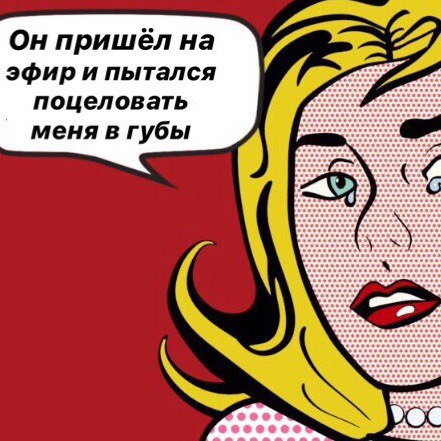 Он пришёл на
эфир и пытался
поцеловать
меня в губы